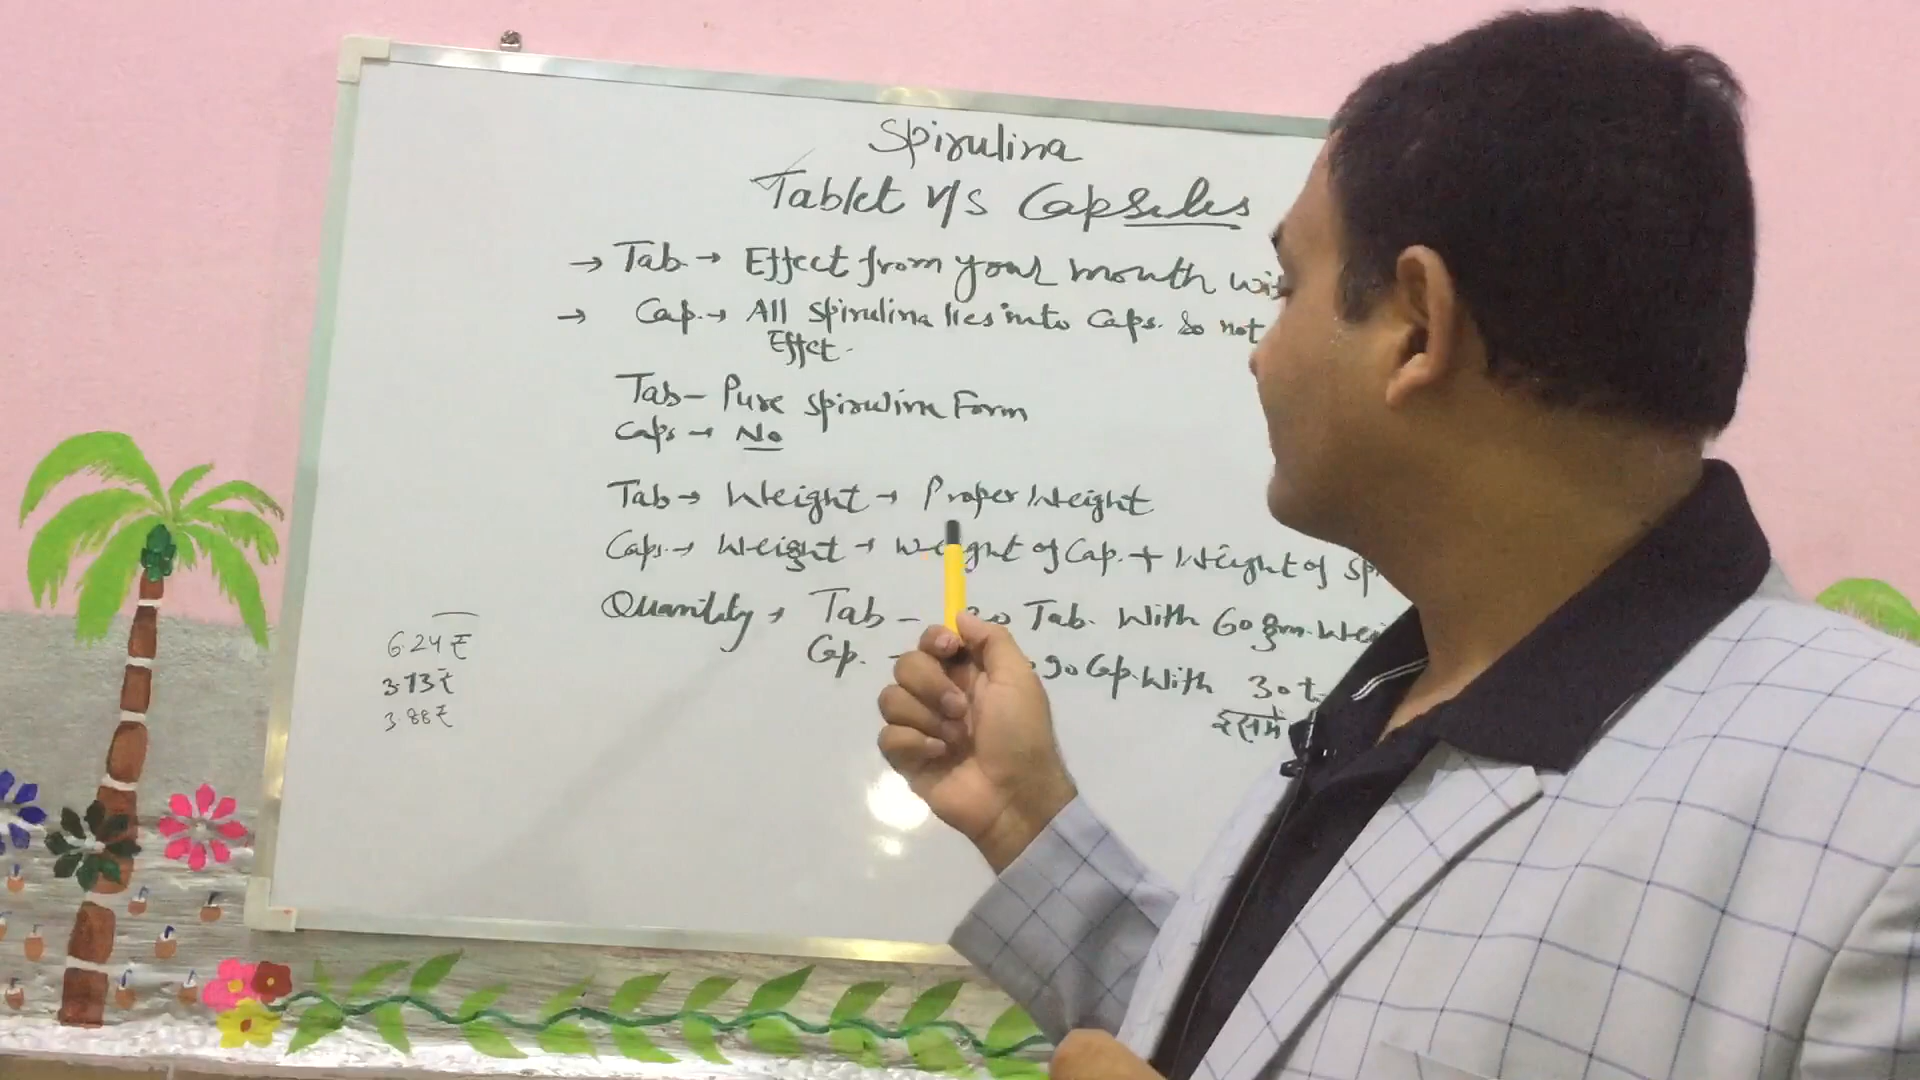 Spirulina
Tablet v/s Capsules
→ Tab → Effect from your mouth
→ Cap. → All Spirulina lies into Caps. So not
Effct.
Tab - Pure Spirulina Form
Caps → No
Tab → Weight → Proper Weight
Caps. → Weight → Weight of Cap. + Weight of
Quantity → Tab - Tab. With 60 gm.
Cp. - 90 Cp. With 30
6.24₹
3.73₹
3.88₹